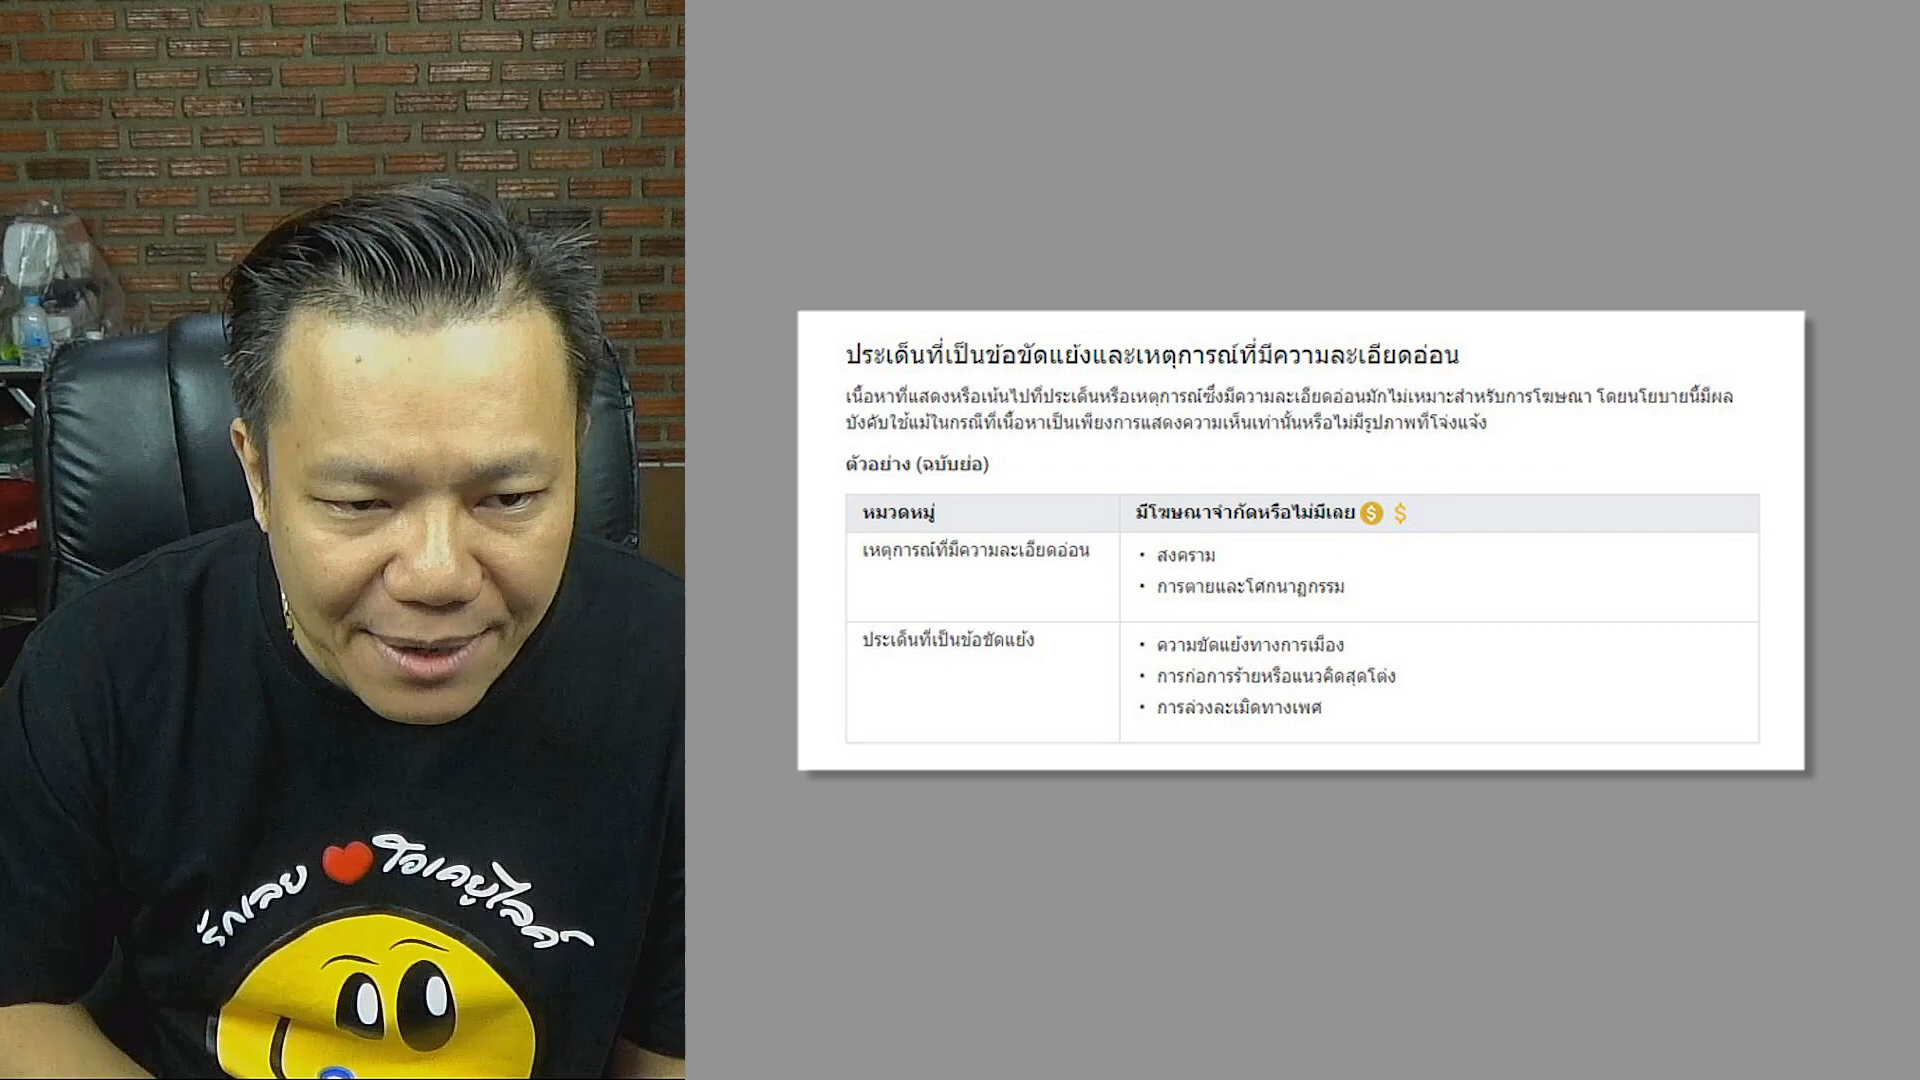 ประเด็นที่เป็นข้อขัดแย้งและเหตุการณ์ที่มีความละเอียดอ่อน
เนื้อหาที่แสดงหรือเน้นไปที่ประเด็นหรือเหตุการณ์ซึ่งมีความละเอียดอ่อนมักไม่เหมาะสำหรับการโฆษณา โดยนโยบายนี้มีผล
บังคับใช้แม้ในกรณีที่เนื้อหาเป็นเพียงการแสดงความเห็นเท่านั้นหรือไม่มีรูปภาพที่โจ่งแจ้ง
ตัวอย่าง (ฉบับย่อ)
หมวดหมู่ มีโฆษณาจำกัดหรือไม่มีเลย $ $
เหตุการณ์ที่มีความละเอียดอ่อน
• สงคราม
• การตายและโศกนาฏกรรม
ประเด็นที่เป็นข้อขัดแย้ง
• ความขัดแย้งทางการเมือง
• การก่อการร้ายหรือแนวคิดสุดโต่ง
• การล่วงละเมิดทางเพศ
รักเลย ❤ โอเคยูไลค์